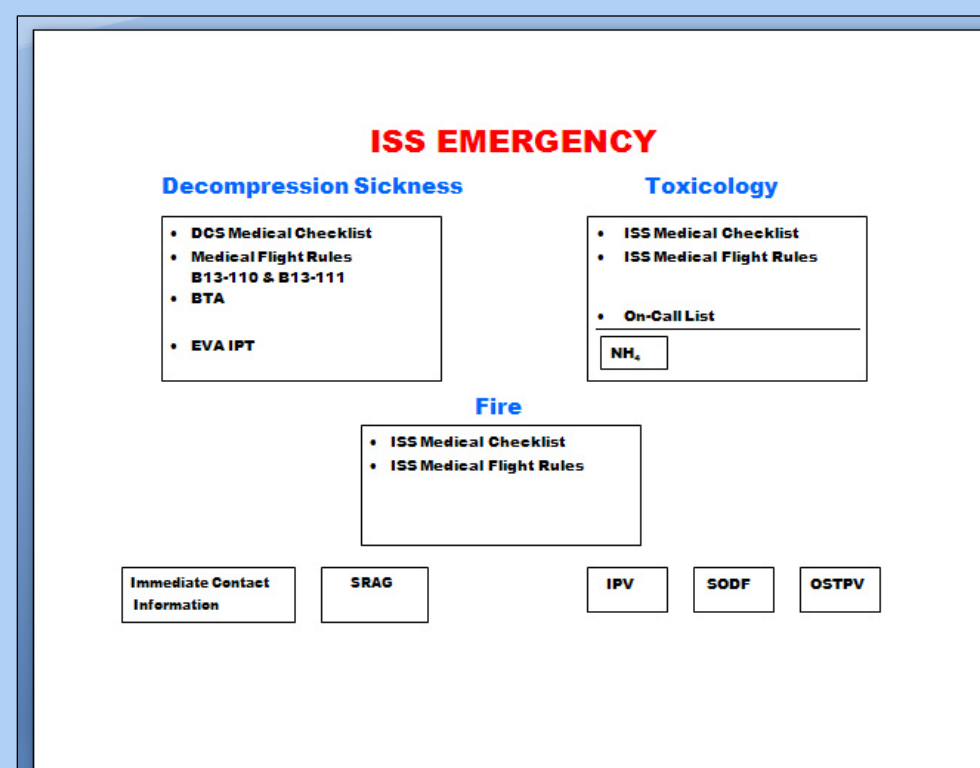 ISS EMERGENCY
Decompression Sickness
• DCS Medical Checklist
• Medical Flight Rules
B13-110 & B13-111
• BTA
• EVA IPT
Toxicology
• ISS Medical Checklist
• ISS Medical Flight Rules
• On-Call List
NH₄
Fire
• ISS Medical Checklist
• ISS Medical Flight Rules
Immediate Contact
Information
SRAG
IPV
SODF
OSTPV